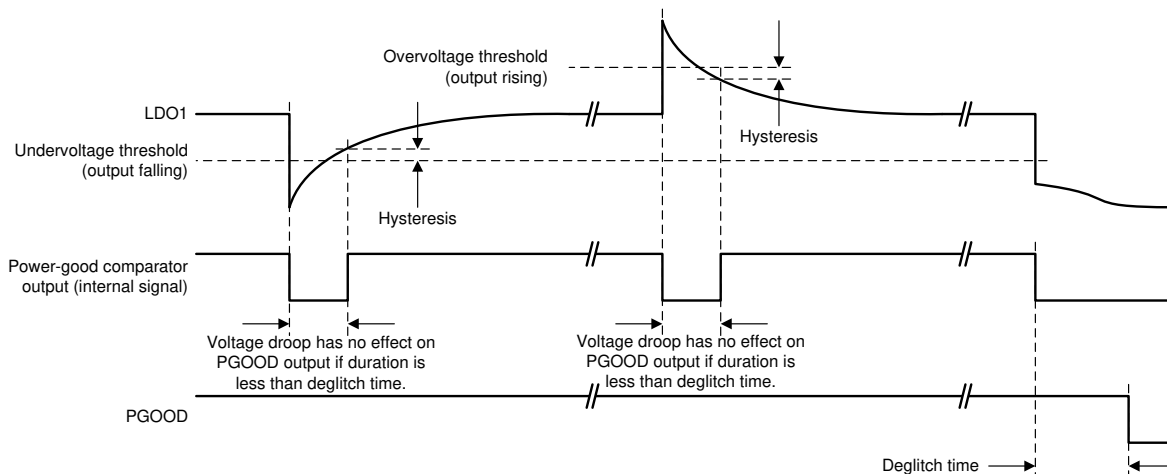 Overvoltage threshold
(output rising)
LDO1
Hysteresis
Undervoltage threshold
(output falling)
Hysteresis
Power-good comparator
output (internal signal)
Voltage droop has no effect on
PGOOD output if duration is
less than deglitch time.
Voltage droop has no effect on
PGOOD output if duration is
less than deglitch time.
PGOOD
Deglitch time